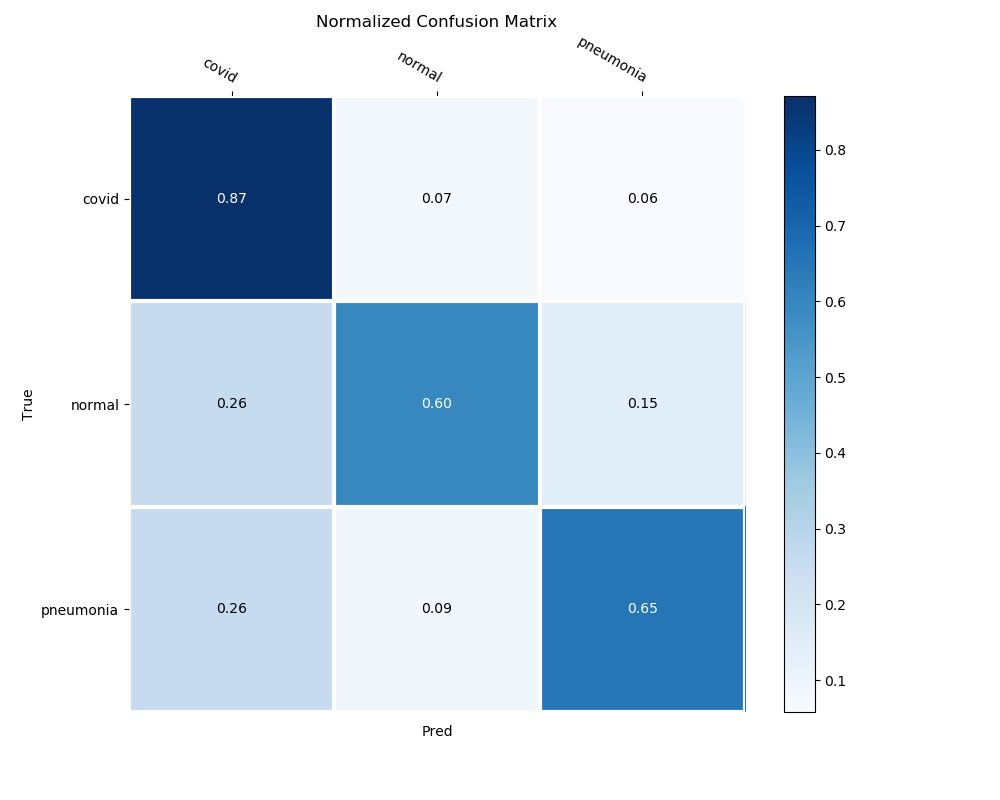 Normalized Confusion Matrix
covid normal pneumonia
covid 0.87 0.07 0.06
normal 0.26 0.60 0.15
pneumonia 0.26 0.09 0.65
True
Pred
0.8
0.7
0.6
0.5
0.4
0.3
0.2
0.1